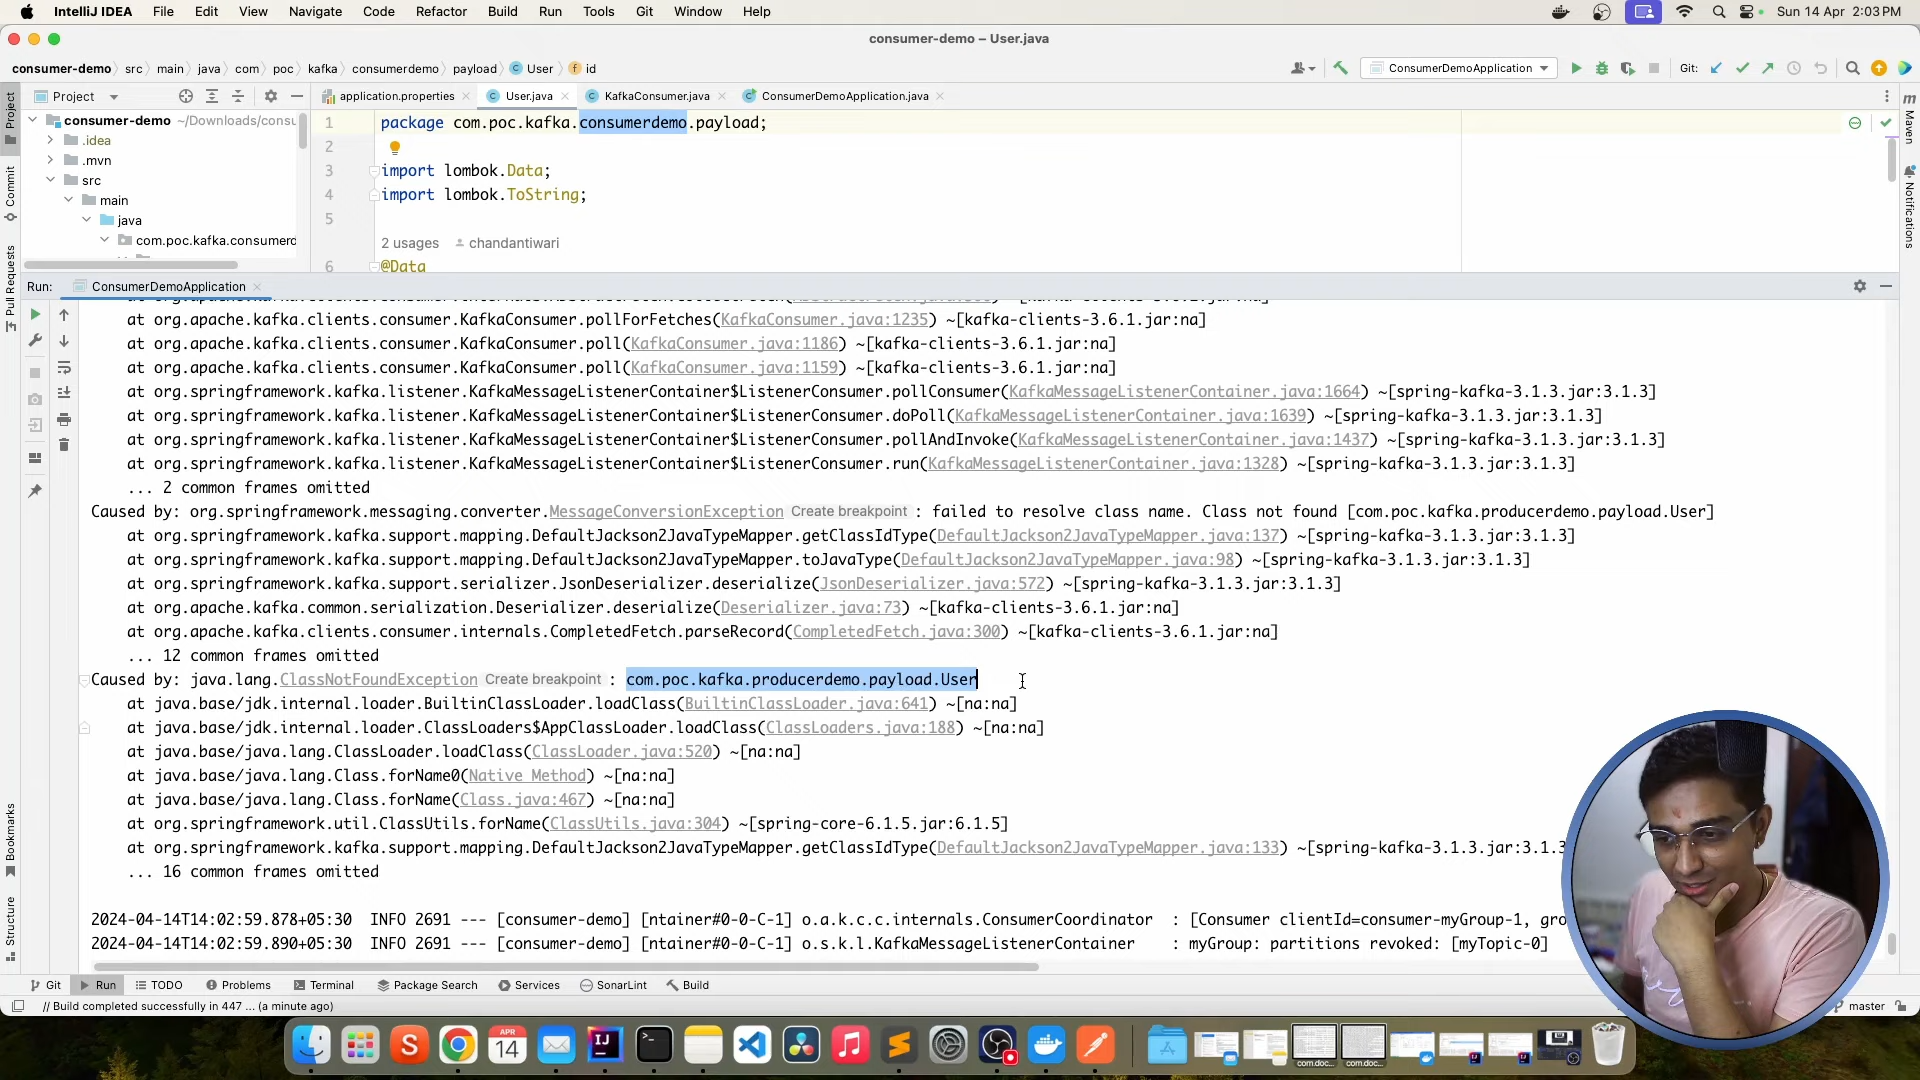 IntelliJ IDEA File Edit View Navigate Code Refactor Build Run Tools Git Window Help Sun 14 Apr 2:03 PM
consumer-demo – User.java
consumer-demo src main java com poc kafka consumerdemo payload User id ConsumerDemoApplication Git:
Project application.properties User.java KafkaConsumer.java ConsumerDemoApplication.java
Project
Commit
Pull Requests
Bookmarks
Structure
Maven
Notifications
consumer-demo ~/Downloads/consu
.idea
.mvn
src
main
java
com.poc.kafka.consumerd
1 package com.poc.kafka.consumerdemo.payload;
2
3 import lombok.Data;
4 import lombok.ToString;
5
2 usages chandantiwari
6 @Data
Run: ConsumerDemoApplication
at org.apache.kafka.clients.consumer.KafkaConsumer.pollForFetches(KafkaConsumer.java:1235) ~[kafka-clients-3.6.1.jar:na]
at org.apache.kafka.clients.consumer.KafkaConsumer.poll(KafkaConsumer.java:1186) ~[kafka-clients-3.6.1.jar:na]
at org.apache.kafka.clients.consumer.KafkaConsumer.poll(KafkaConsumer.java:1159) ~[kafka-clients-3.6.1.jar:na]
at org.springframework.kafka.listener.KafkaMessageListenerContainer$ListenerConsumer.pollConsumer(KafkaMessageListenerContainer.java:1664) ~[spring-kafka-3.1.3.jar:3.1.3]
at org.springframework.kafka.listener.KafkaMessageListenerContainer$ListenerConsumer.doPoll(KafkaMessageListenerContainer.java:1639) ~[spring-kafka-3.1.3.jar:3.1.3]
at org.springframework.kafka.listener.KafkaMessageListenerContainer$ListenerConsumer.pollAndInvoke(KafkaMessageListenerContainer.java:1437) ~[spring-kafka-3.1.3.jar:3.1.3]
at org.springframework.kafka.listener.KafkaMessageListenerContainer$ListenerConsumer.run(KafkaMessageListenerContainer.java:1328) ~[spring-kafka-3.1.3.jar:3.1.3]
... 2 common frames omitted
Caused by: org.springframework.messaging.converter.MessageConversionException Create breakpoint : failed to resolve class name. Class not found [com.poc.kafka.producerdemo.payload.User]
at org.springframework.kafka.support.mapping.DefaultJackson2JavaTypeMapper.getClassIdType(DefaultJackson2JavaTypeMapper.java:137) ~[spring-kafka-3.1.3.jar:3.1.3]
at org.springframework.kafka.support.mapping.DefaultJackson2JavaTypeMapper.toJavaType(DefaultJackson2JavaTypeMapper.java:98) ~[spring-kafka-3.1.3.jar:3.1.3]
at org.springframework.kafka.support.serializer.JsonDeserializer.deserialize(JsonDeserializer.java:572) ~[spring-kafka-3.1.3.jar:3.1.3]
at org.apache.kafka.common.serialization.Deserializer.deserialize(Deserializer.java:73) ~[kafka-clients-3.6.1.jar:na]
at org.apache.kafka.clients.consumer.internals.CompletedFetch.parseRecord(CompletedFetch.java:300) ~[kafka-clients-3.6.1.jar:na]
... 12 common frames omitted
Caused by: java.lang.ClassNotFoundException Create breakpoint : com.poc.kafka.producerdemo.payload.User
at java.base/jdk.internal.loader.BuiltinClassLoader.loadClass(BuiltinClassLoader.java:641) ~[na:na]
at java.base/jdk.internal.loader.ClassLoaders$AppClassLoader.loadClass(ClassLoaders.java:188) ~[na:na]
at java.base/java.lang.ClassLoader.loadClass(ClassLoader.java:520) ~[na:na]
at java.base/java.lang.Class.forName0(Native Method) ~[na:na]
at java.base/java.lang.Class.forName(Class.java:467) ~[na:na]
at org.springframework.util.ClassUtils.forName(ClassUtils.java:304) ~[spring-core-6.1.5.jar:6.1.5]
at org.springframework.kafka.support.mapping.DefaultJackson2JavaTypeMapper.getClassIdType(DefaultJackson2JavaTypeMapper.java:133) ~[spring-kafka-3.1.3.jar:3.1.3
... 16 common frames omitted
2024-04-14T14:02:59.878+05:30 INFO 2691 --- [consumer-demo] [ntainer#0-0-C-1] o.a.k.c.c.internals.ConsumerCoordinator : [Consumer clientId=consumer-myGroup-1, gro
2024-04-14T14:02:59.890+05:30 INFO 2691 --- [consumer-demo] [ntainer#0-0-C-1] o.s.k.l.KafkaMessageListenerContainer : myGroup: partitions revoked: [myTopic-0]
Git Run TODO Problems Terminal Package Search Services SonarLint Build
// Build completed successfully in 447 ... (a minute ago) master
APR
14